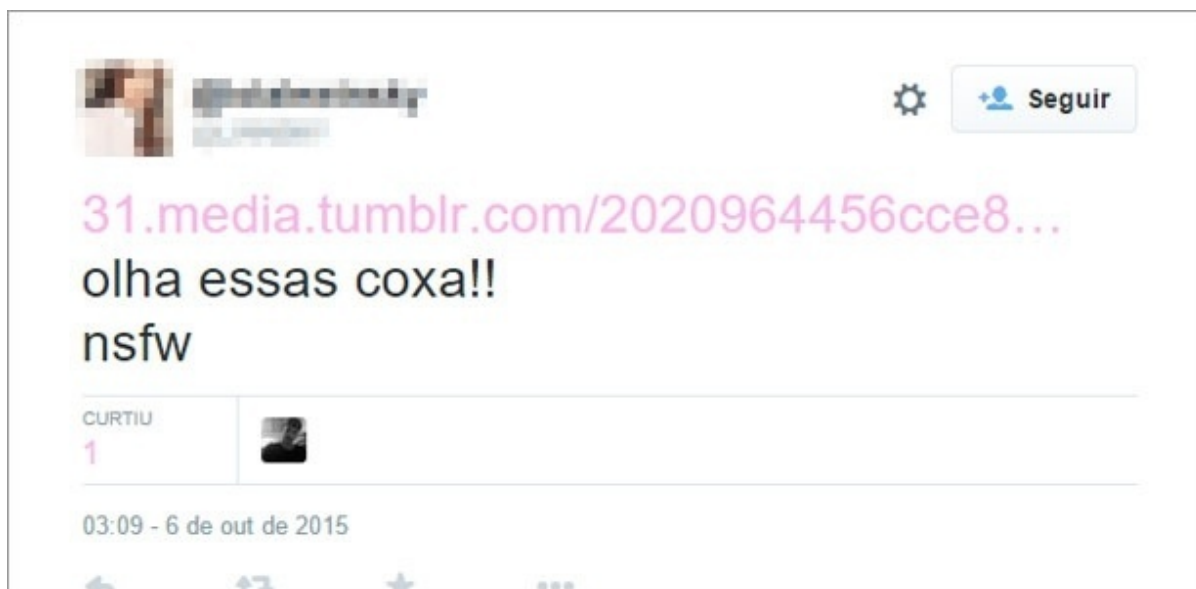 Seguir
31.media.tumblr.com/2020964456cce8...
olha essas coxa!!
nsfw
CURTIU
1
03:09 - 6 de out de 2015